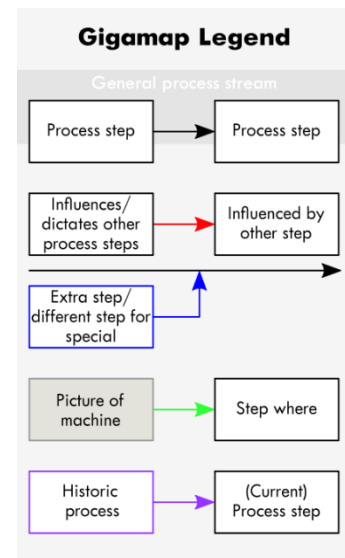 Gigamap Legend
General process stream
Process step
Process step
Influences/
dictates other
process steps
Influenced by
other step
Extra step/
different step for
special
Picture of
machine
Step where
Historic
process
(Current)
Process step